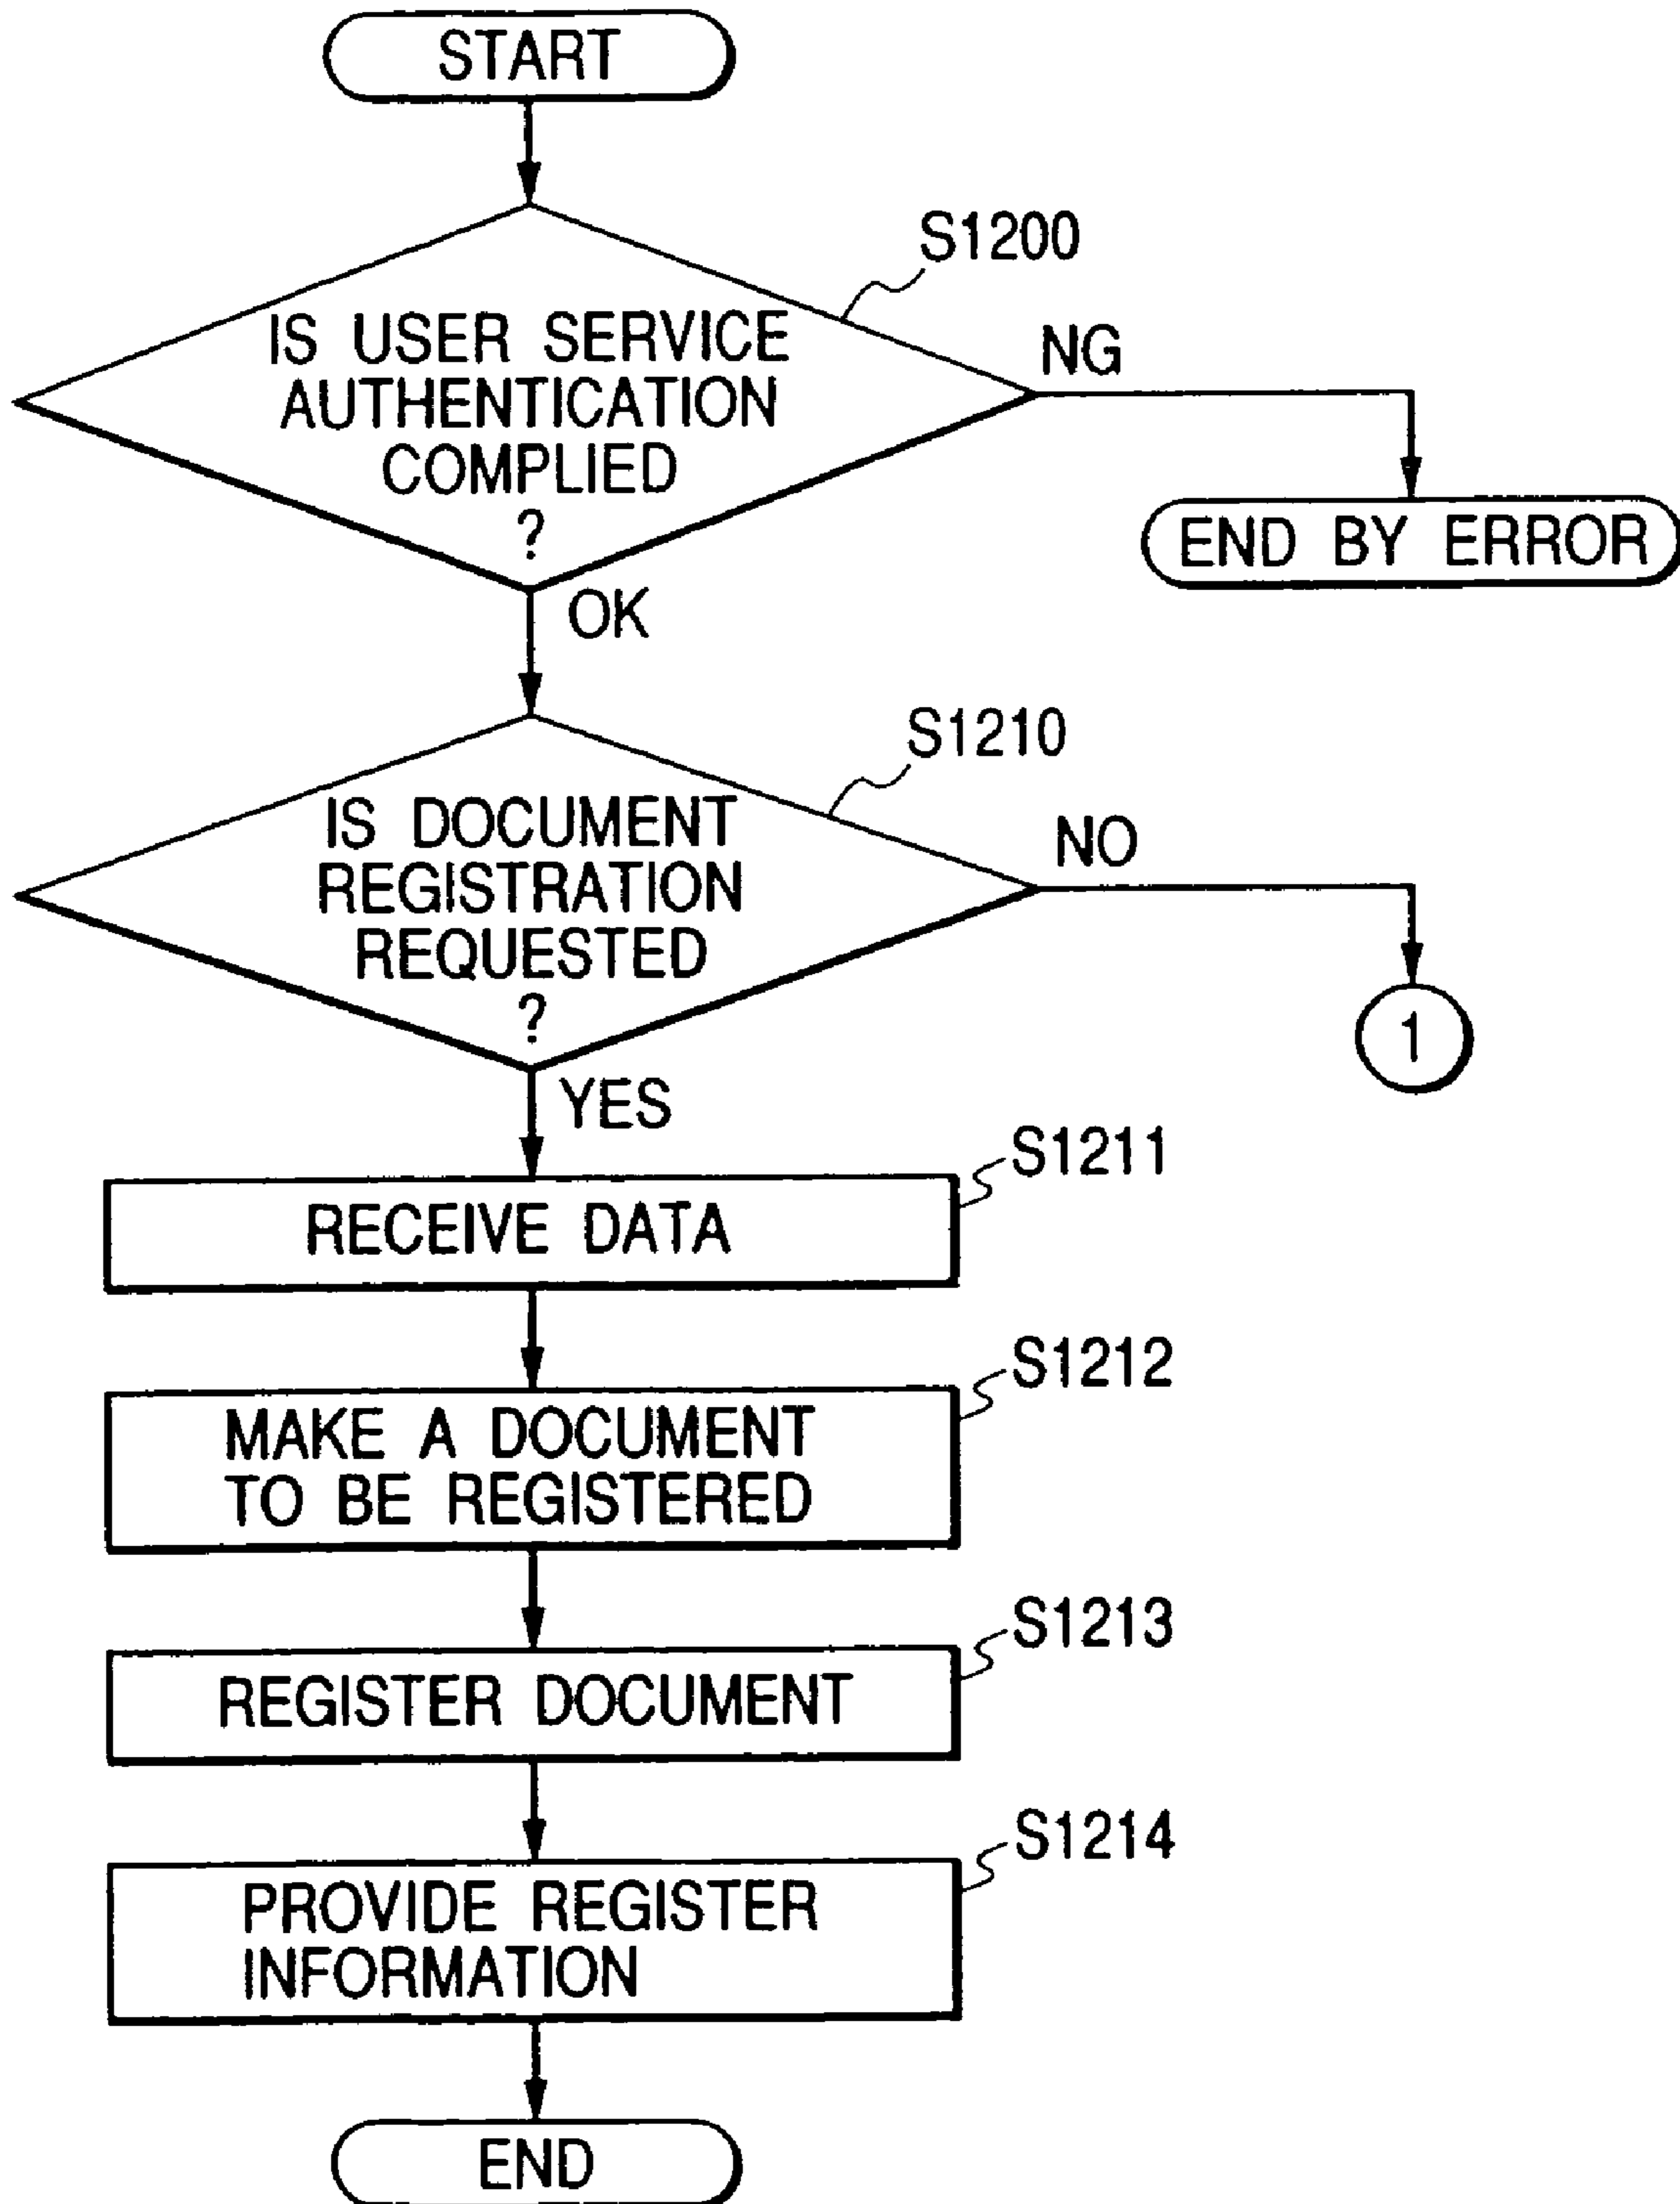 START
S1200
IS USER SERVICE
AUTHENTICATION
COMPLIED
?
NG
END BY ERROR
OK
S1210
IS DOCUMENT
REGISTRATION
REQUESTED
?
NO
1
YES
S1211
RECEIVE DATA
S1212
MAKE A DOCUMENT
TO BE REGISTERED
S1213
REGISTER DOCUMENT
S1214
PROVIDE REGISTER
INFORMATION
END